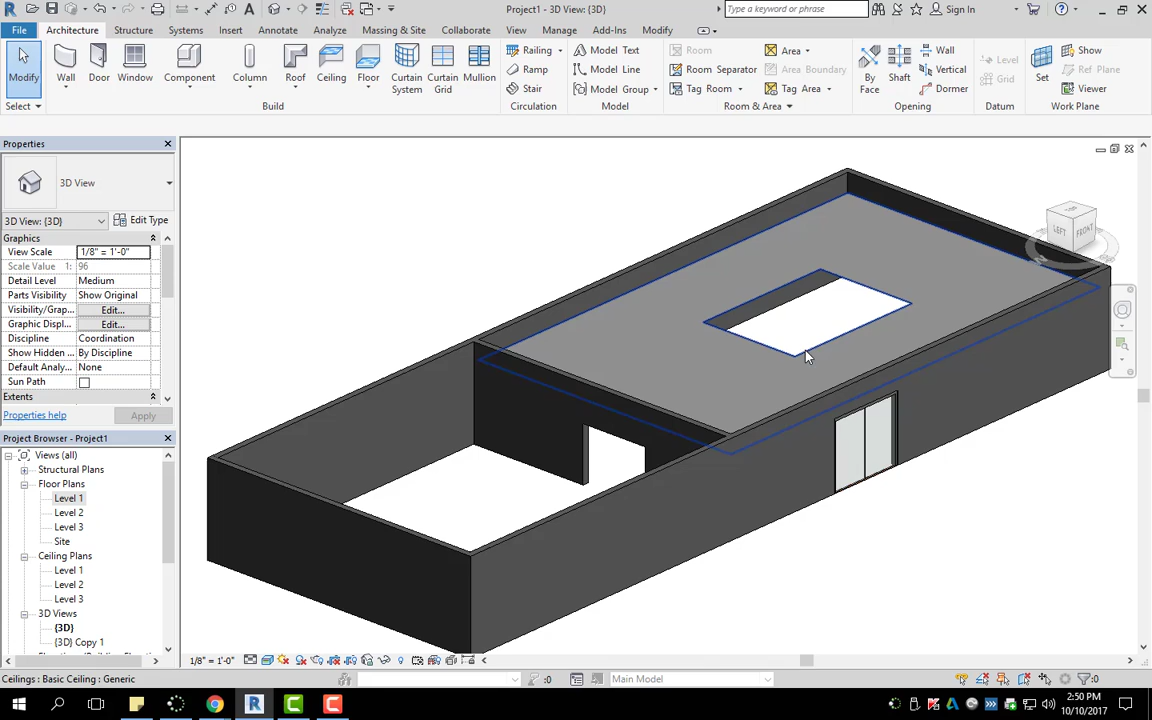 Project1 - 3D View: {3D}
Type a keyword or phrase
Sign In
File
Architecture
Structure
Systems
Insert
Annotate
Analyze
Massing & Site
Collaborate
View
Manage
Add-Ins
Modify
Modify
Wall
Door
Window
Component
Column
Roof
Ceiling
Floor
Curtain System
Curtain Grid
Mullion
Railing
Ramp
Stair
Model Text
Model Line
Model Group
Room
Room Separator
Tag Room
Area
Area Boundary
Tag Area
By Face
Shaft
Wall
Vertical
Dormer
Level
Grid
Set
Show
Ref Plane
Viewer
Select
Build
Circulation
Model
Room & Area
Opening
Datum
Work Plane
Properties
3D View
3D View: {3D}
Edit Type
Graphics
View Scale 1/8" = 1'-0"
Scale Value 1: 96
Detail Level Medium
Parts Visibility Show Original
Visibility/Grap... Edit...
Graphic Displ... Edit...
Discipline Coordination
Show Hidden ... By Discipline
Default Analy... None
Sun Path
Extents
Properties help
Apply
Project Browser - Project1
Views (all)
Structural Plans
Floor Plans
Level 1
Level 2
Level 3
Site
Ceiling Plans
Level 1
Level 2
Level 3
3D Views
{3D}
{3D} Copy 1
TOP
LEFT
FRONT
1/8" = 1'-0"
Ceilings : Basic Ceiling : Generic
:0
Main Model
:0
2:50 PM
10/10/2017